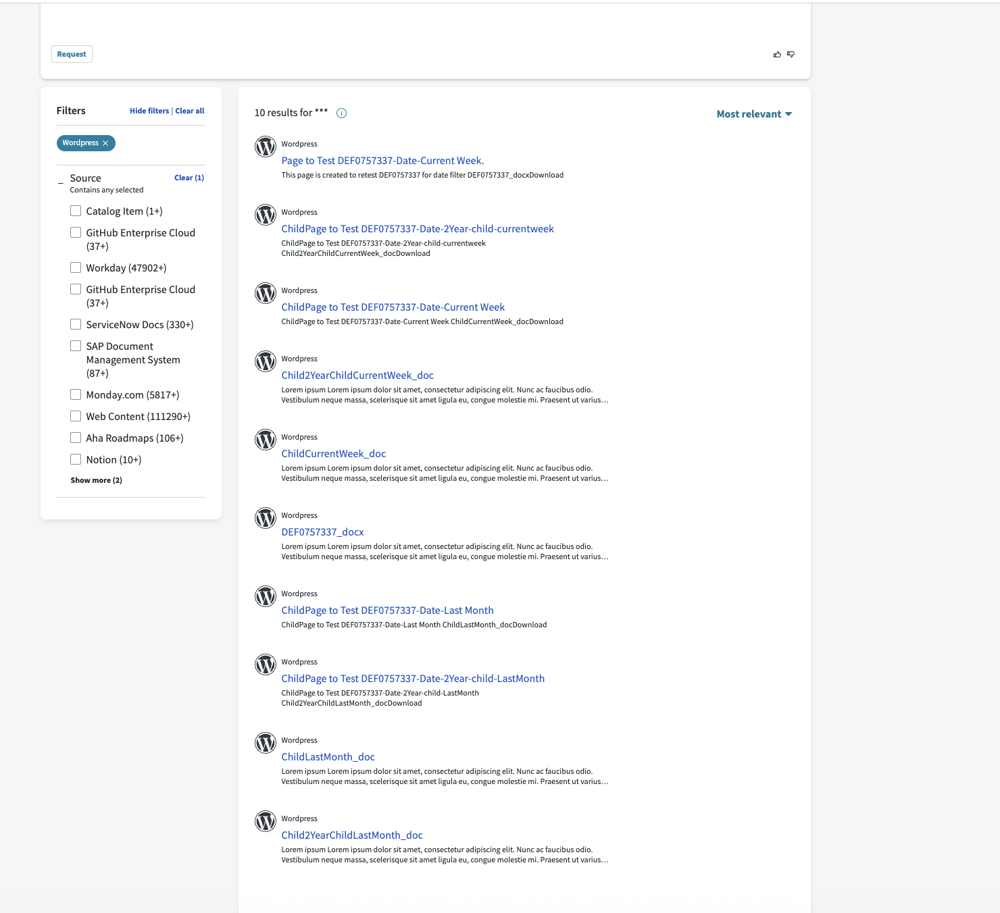 Request
Filters
Hide filters | Clear all
Wordpress
Source
Clear (1)
Contains any selected
Catalog Item (1+)
GitHub Enterprise Cloud
(37+)
Workday (47902+)
GitHub Enterprise Cloud
(37+)
ServiceNow Docs (330+)
SAP Document
Management System
(87+)
Monday.com (5817+)
Web Content (111290+)
Aha Roadmaps (106+)
Notion (10+)
Show more (2)
10 results for ***
Most relevant
Wordpress
Page to Test DEF0757337-Date-Current Week.
This page is created to retest DEF0757337 for date filter DEF0757337_docxDownload
Wordpress
ChildPage to Test DEF0757337-Date-2Year-child-currentweek
ChildPage to Test DEF0757337-Date-2Year-child-currentweek
Child2YearChildCurrentWeek_docDownload
Wordpress
ChildPage to Test DEF0757337-Date-Current Week
ChildPage to Test DEF0757337-Date-Current Week ChildCurrentWeek_docDownload
Wordpress
Child2YearChildCurrentWeek_doc
Lorem ipsum Lorem ipsum dolor sit amet, consectetur adipiscing elit. Nunc ac faucibus odio.
Vestibulum neque massa, scelerisque sit amet ligula eu, congue molestie mi. Praesent ut varius...
Wordpress
ChildCurrentWeek_doc
Lorem ipsum Lorem ipsum dolor sit amet, consectetur adipiscing elit. Nunc ac faucibus odio.
Vestibulum neque massa, scelerisque sit amet ligula eu, congue molestie mi. Praesent ut varius...
Wordpress
DEF0757337_docx
Lorem ipsum Lorem ipsum dolor sit amet, consectetur adipiscing elit. Nunc ac faucibus odio.
Vestibulum neque massa, scelerisque sit amet ligula eu, congue molestie mi. Praesent ut varius...
Wordpress
ChildPage to Test DEF0757337-Date-Last Month
ChildPage to Test DEF0757337-Date-Last Month ChildLastMonth_docDownload
Wordpress
ChildPage to Test DEF0757337-Date-2Year-child-LastMonth
ChildPage to Test DEF0757337-Date-2Year-child-LastMonth
Child2YearChildLastMonth_docDownload
Wordpress
ChildLastMonth_doc
Lorem ipsum Lorem ipsum dolor sit amet, consectetur adipiscing elit. Nunc ac faucibus odio.
Vestibulum neque massa, scelerisque sit amet ligula eu, congue molestie mi. Praesent ut varius...
Wordpress
Child2YearChildLastMonth_doc
Lorem ipsum Lorem ipsum dolor sit amet, consectetur adipiscing elit. Nunc ac faucibus odio.
Vestibulum neque massa, scelerisque sit amet ligula eu, congue molestie mi. Praesent ut varius...